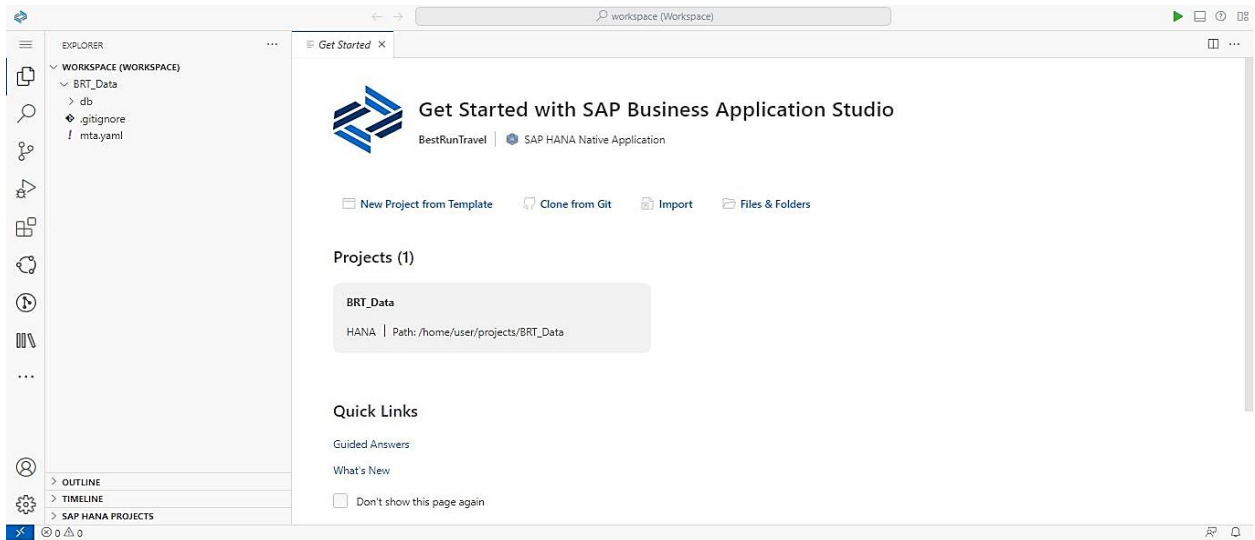 workspace (Workspace)
EXPLORER
WORKSPACE (WORKSPACE)
BRT_Data
db
.gitignore
! mta.yaml
OUTLINE
TIMELINE
SAP HANA PROJECTS
Get Started
Get Started with SAP Business Application Studio
BestRunTravel | SAP HANA Native Application
New Project from Template Clone from Git Import Files & Folders
Projects (1)
BRT_Data
HANA | Path: /home/user/projects/BRT_Data
Quick Links
Guided Answers
What's New
Don't show this page again
0 0